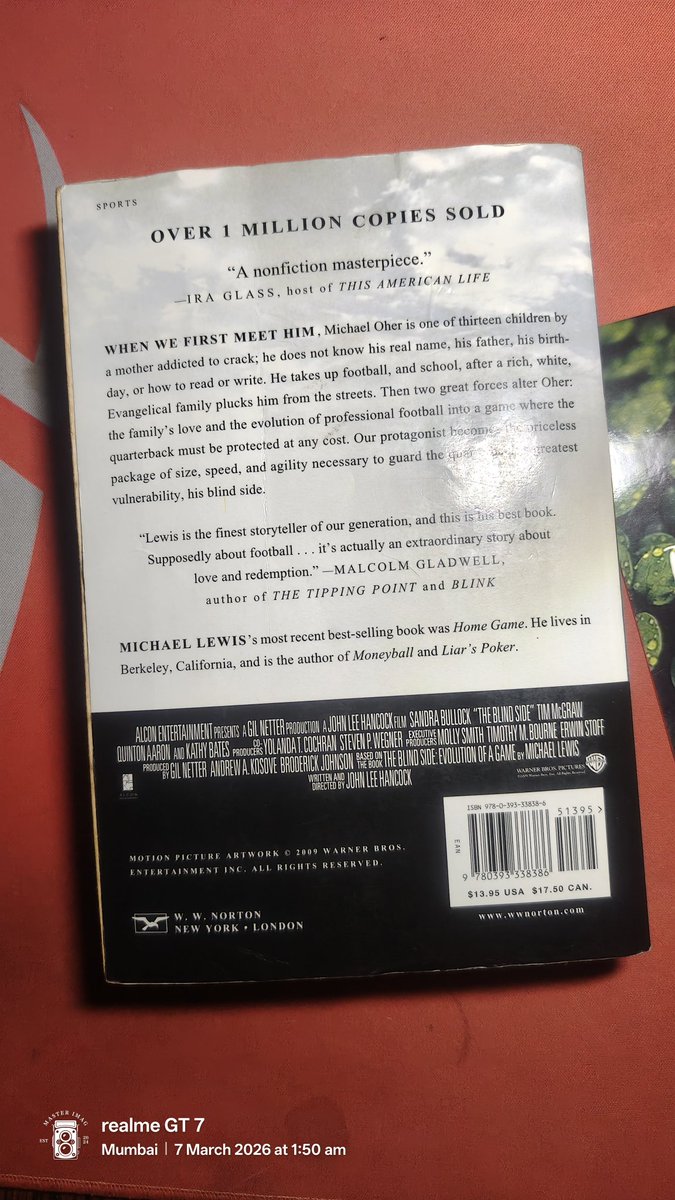 SPORTS
OVER 1 MILLION COPIES SOLD
“A nonfiction masterpiece.”
—IRA GLASS, host of THIS AMERICAN LIFE
WHEN WE FIRST MEET HIM, Michael Oher is one of thirteen children by
a mother addicted to crack; he does not know his real name, his father, his birth-
day, or how to read or write. He takes up football, and school, after a rich, white,
Evangelical family plucks him from the streets. Then two great forces alter Oher:
the family’s love and the evolution of professional football into a game where the
quarterback must be protected at any cost. Our protagonist becomes the priceless
package of size, speed, and agility necessary to guard the greatest
vulnerability, his blind side.
“Lewis is the finest storyteller of our generation, and this is his best book.
Supposedly about football . . . it’s actually an extraordinary story about
love and redemption.” —MALCOLM GLADWELL,
author of THE TIPPING POINT and BLINK
MICHAEL LEWIS’s most recent best-selling book was Home Game. He lives in
Berkeley, California, and is the author of Moneyball and Liar’s Poker.
ALCON ENTERTAINMENT PRESENTS A GIL NETTER PRODUCTION A JOHN LEE HANCOCK FILM SANDRA BULLOCK “THE BLIND SIDE” TIM McGRAW
QUINTON AARON AND KATHY BATES CO-PRODUCERS YOLANDA T. COCHRAN STEVEN P. WEGNER EXECUTIVE PRODUCERS MOLLY SMITH TIMOTHY M. BOURNE ERWIN STOFF
PRODUCED BY GIL NETTER ANDREW A. KOSOVE BRODERICK JOHNSON BASED ON THE BOOK THE BLIND SIDE: EVOLUTION OF A GAME BY MICHAEL LEWIS
WRITTEN AND DIRECTED BY JOHN LEE HANCOCK
ALCON
WARNER BROS. PICTURES
MOTION PICTURE ARTWORK © 2009 WARNER BROS.
ENTERTAINMENT INC. ALL RIGHTS RESERVED.
W. W. NORTON
NEW YORK • LONDON
ISBN 978-0-393-33838-6
51395>
EAN
9 780393 338386
$13.95 USA $17.50 CAN.
www.wwnorton.com
MASTER IMAG
EST 2024
realme GT 7
Mumbai | 7 March 2026 at 1:50 am